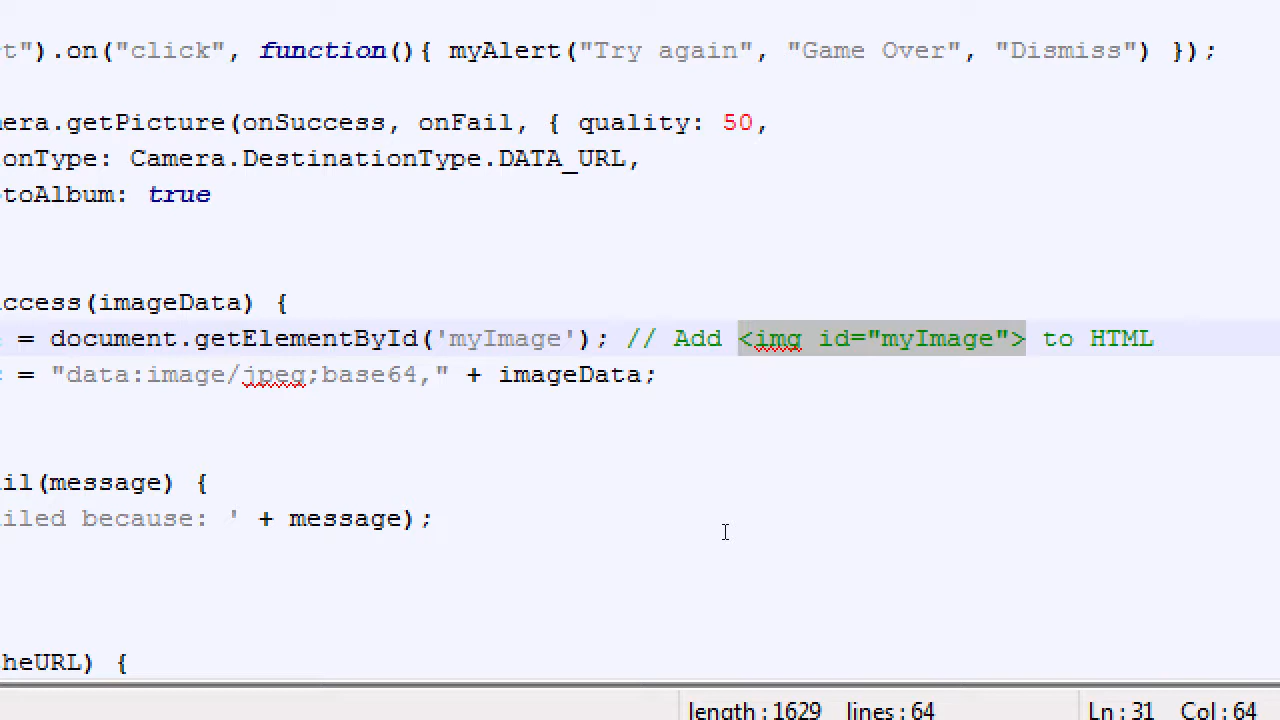 t").on("click", function(){ myAlert("Try again", "Game Over", "Dismiss") });
era.getPicture(onSuccess, onFail, { quality: 50,
onType: Camera.DestinationType.DATA_URL,
toAlbum: true
ccess(imageData) {
= document.getElementById('myImage'); // Add <img id="myImage"> to HTML
= "data:image/jpeg;base64," + imageData;
il(message) {
iled because: ' + message);
heURL) {
length : 1629 lines : 64 Ln : 31 Col : 64